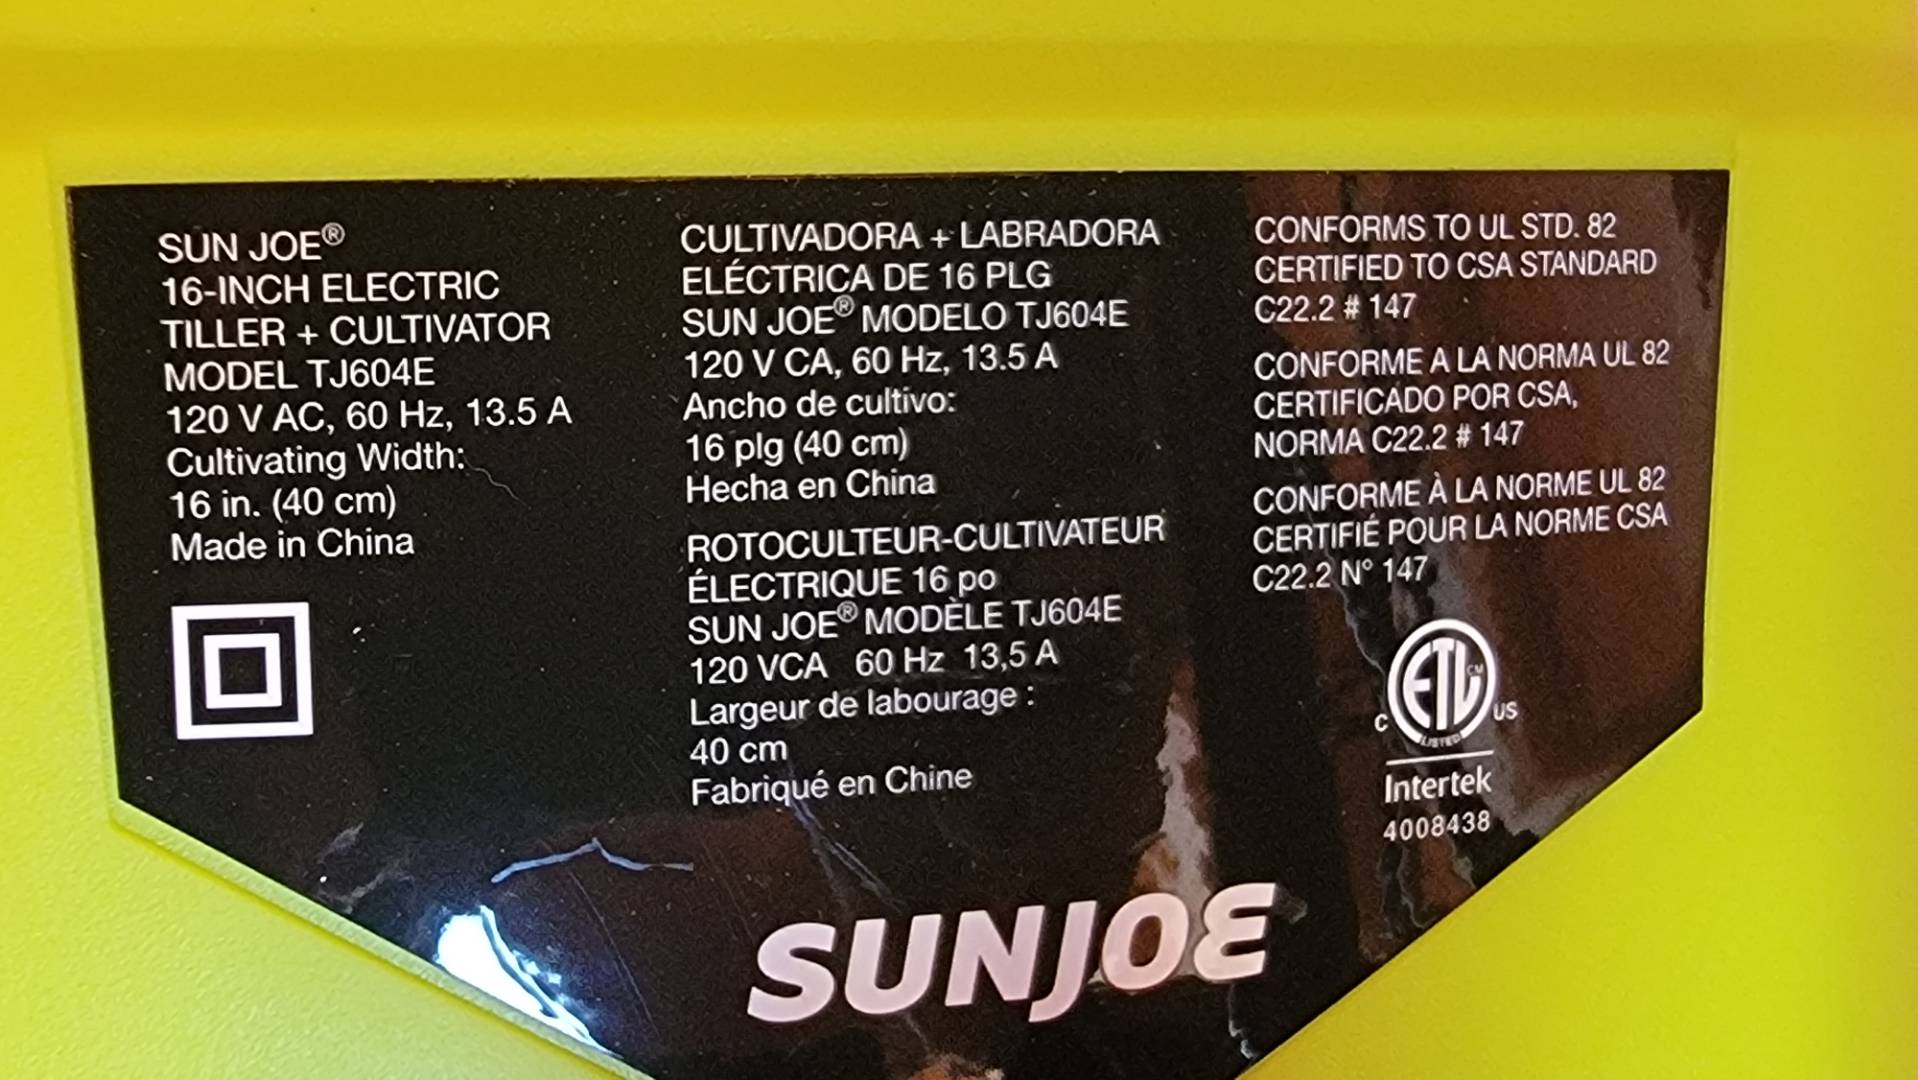 SUN JOE®
16-INCH ELECTRIC
TILLER + CULTIVATOR
MODEL TJ604E
120 V AC, 60 Hz, 13.5 A
Cultivating Width:
16 in. (40 cm)
Made in China
CULTIVADORA + LABRADORA
ELÉCTRICA DE 16 PLG
SUN JOE® MODELO TJ604E
120 V CA, 60 Hz, 13.5 A
Ancho de cultivo:
16 plg (40 cm)
Hecha en China
ROTOCULTEUR-CULTIVATEUR
ÉLECTRIQUE 16 po
SUN JOE® MODÈLE TJ604E
120 VCA 60 Hz 13,5 A
Largeur de labourage :
40 cm
Fabriqué en Chine
CONFORMS TO UL STD. 82
CERTIFIED TO CSA STANDARD
C22.2 # 147
CONFORME A LA NORMA UL 82
CERTIFICADO POR CSA,
NORMA C22.2 # 147
CONFORME À LA NORME UL 82
CERTIFIÉ POUR LA NORME CSA
C22.2 N° 147
ETL CM
C US
LISTED
Intertek
4008438
SUNJOE